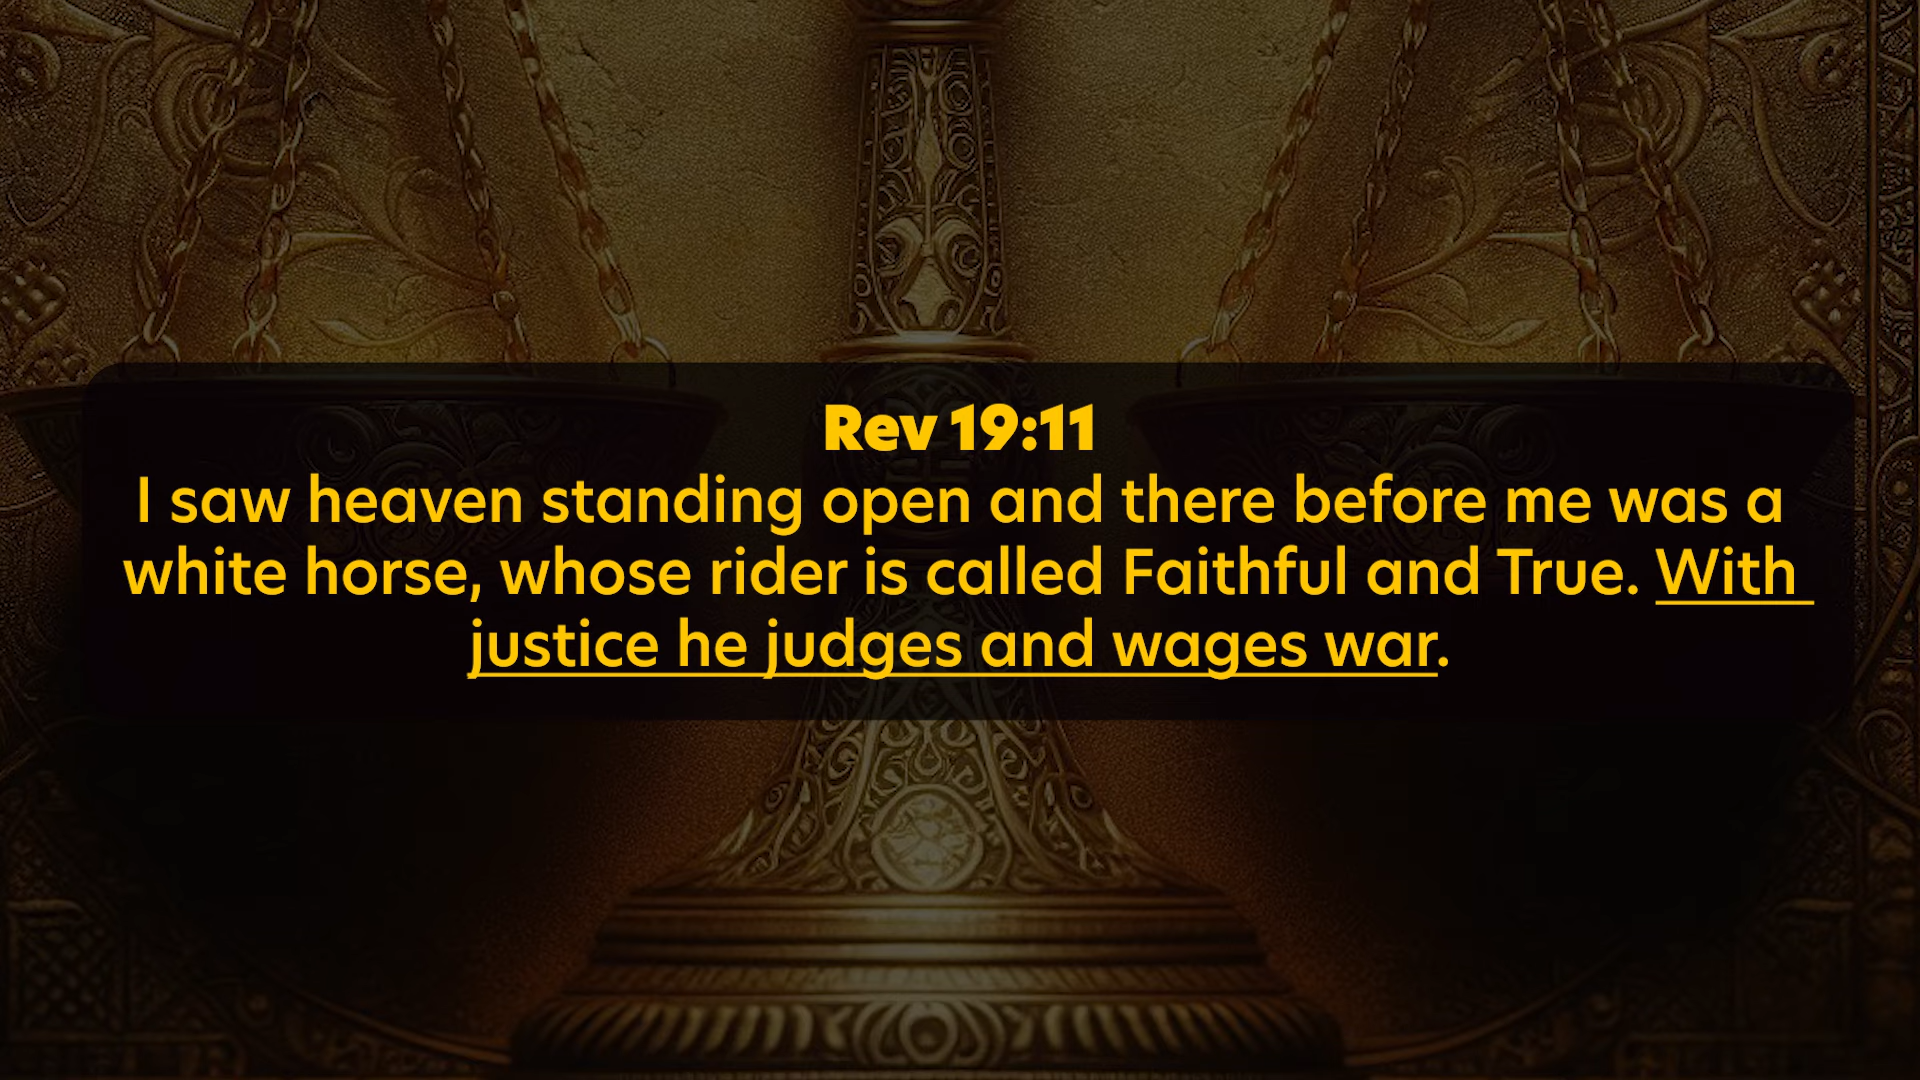 Rev 19:11
I saw heaven standing open and there before me was a
white horse, whose rider is called Faithful and True. With
justice he judges and wages war.